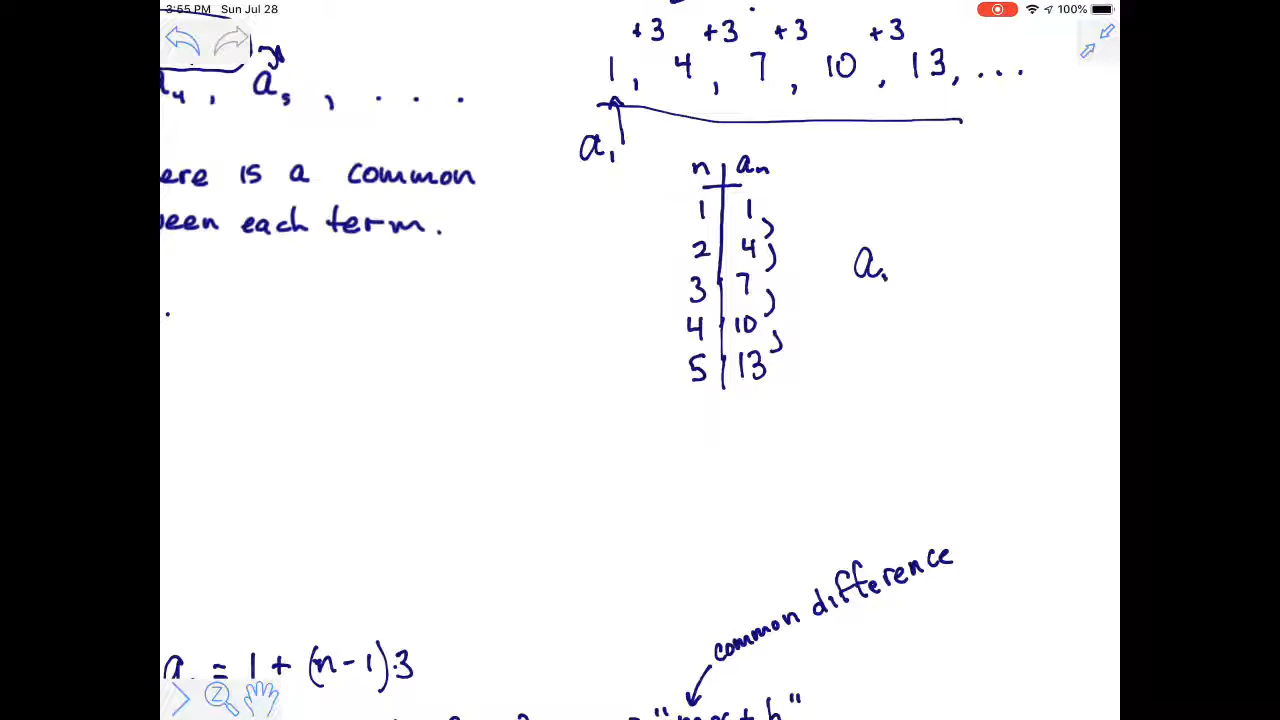 3:55 PM Sun Jul 28
100%
+3 +3 +3 +3
1, 4, 7, 10, 13, ...
a₄, a₅, ....
a₁
ere is a common
ween each term.
n aₙ
1 1
2 4
3 7
4 10
5 13
a₁
common difference
a = 1 + (n-1)·3
Z
"mx + b"